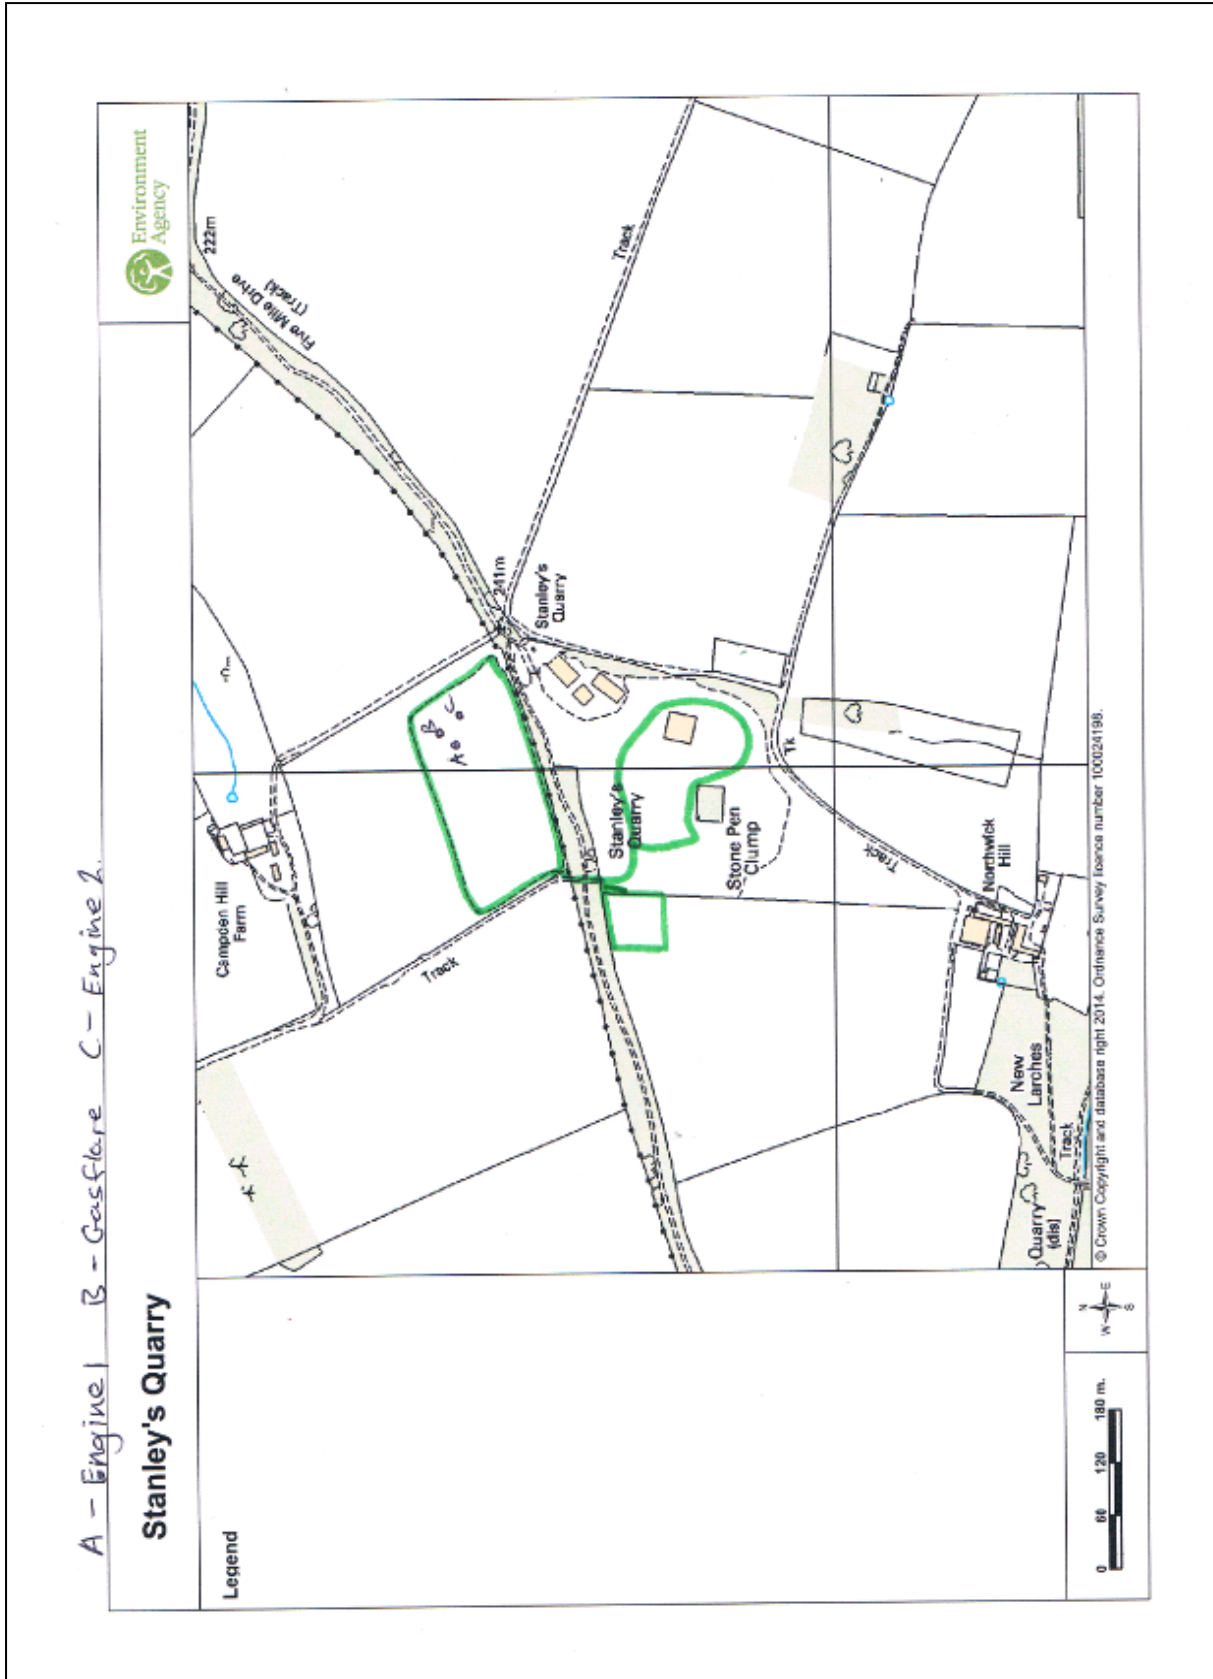 A - Engine 1 B - Gasflare C - Engine 2.
Stanley's Quarry
Environment
Agency
Legend
222m
Five Mile Drive
(Track)
Campden Hill
Farm
Track
A
B
C
241m
Stanley's
Quarry
Track
Stanley's
Quarry
Stone Pen
Clump
Tk
Track
Northwick
Hill
New
Larches
Track
Quarry
(dis)
© Crown Copyright and database right 2014. Ordnance Survey licence number 100024198.
0 60 120 180 m.
N
W E
S